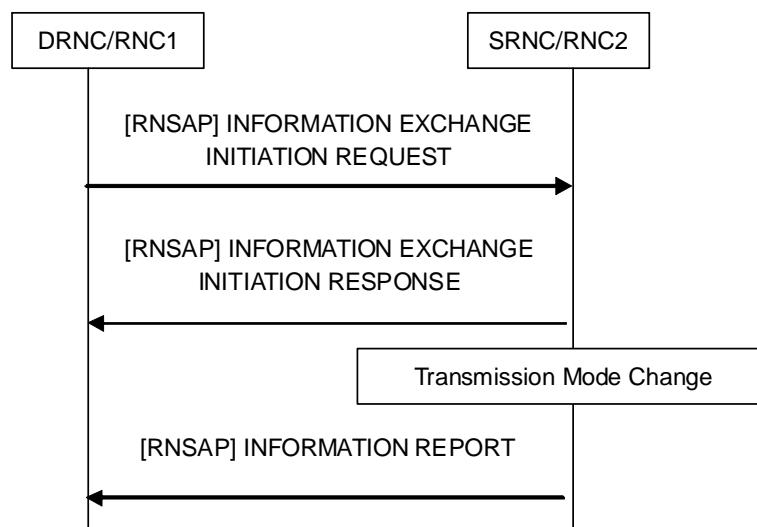 DRNC/RNC1
SRNC/RNC2
[RNSAP] INFORMATION EXCHANGE
INITIATION REQUEST
[RNSAP] INFORMATION EXCHANGE
INITIATION RESPONSE
Transmission Mode Change
[RNSAP] INFORMATION REPORT